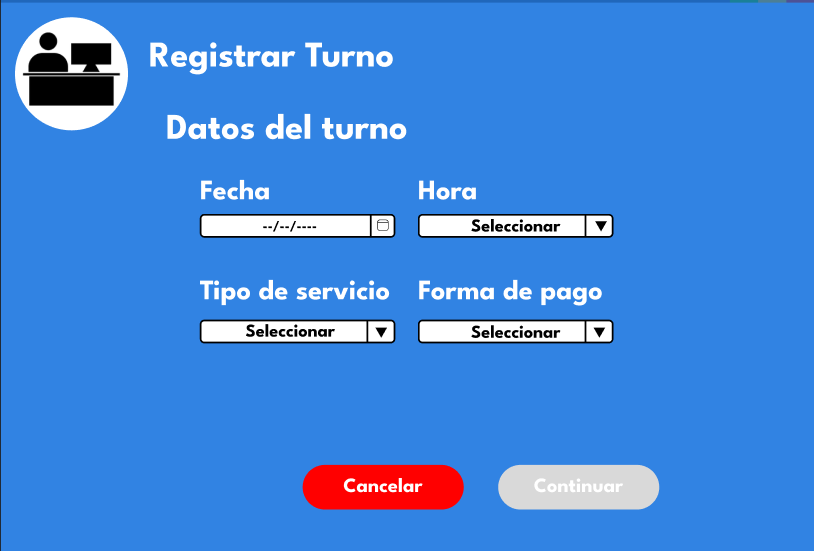 Registrar Turno
Datos del turno
Fecha
Hora
--/--/----
Seleccionar
Tipo de servicio
Forma de pago
Seleccionar
Seleccionar
Cancelar
Continuar